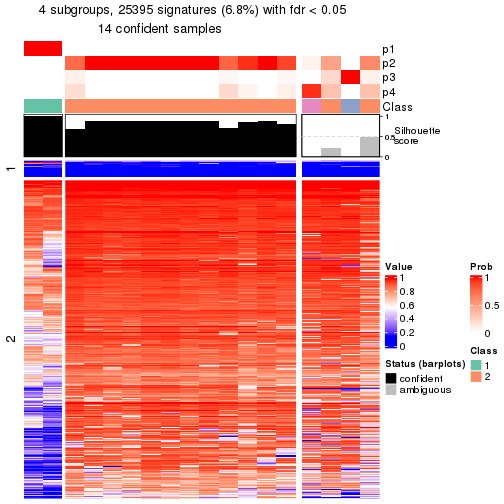 4 subgroups, 25395 signatures (6.8%) with fdr < 0.05
14 confident samples
p1
p2
p3
p4
Class
1
0.5
0
Silhouette
score
1
2
Value
1
0.8
0.6
0.4
0.2
0
Prob
1
0.5
0
Status (barplots)
confident
ambiguous
Class
1
2